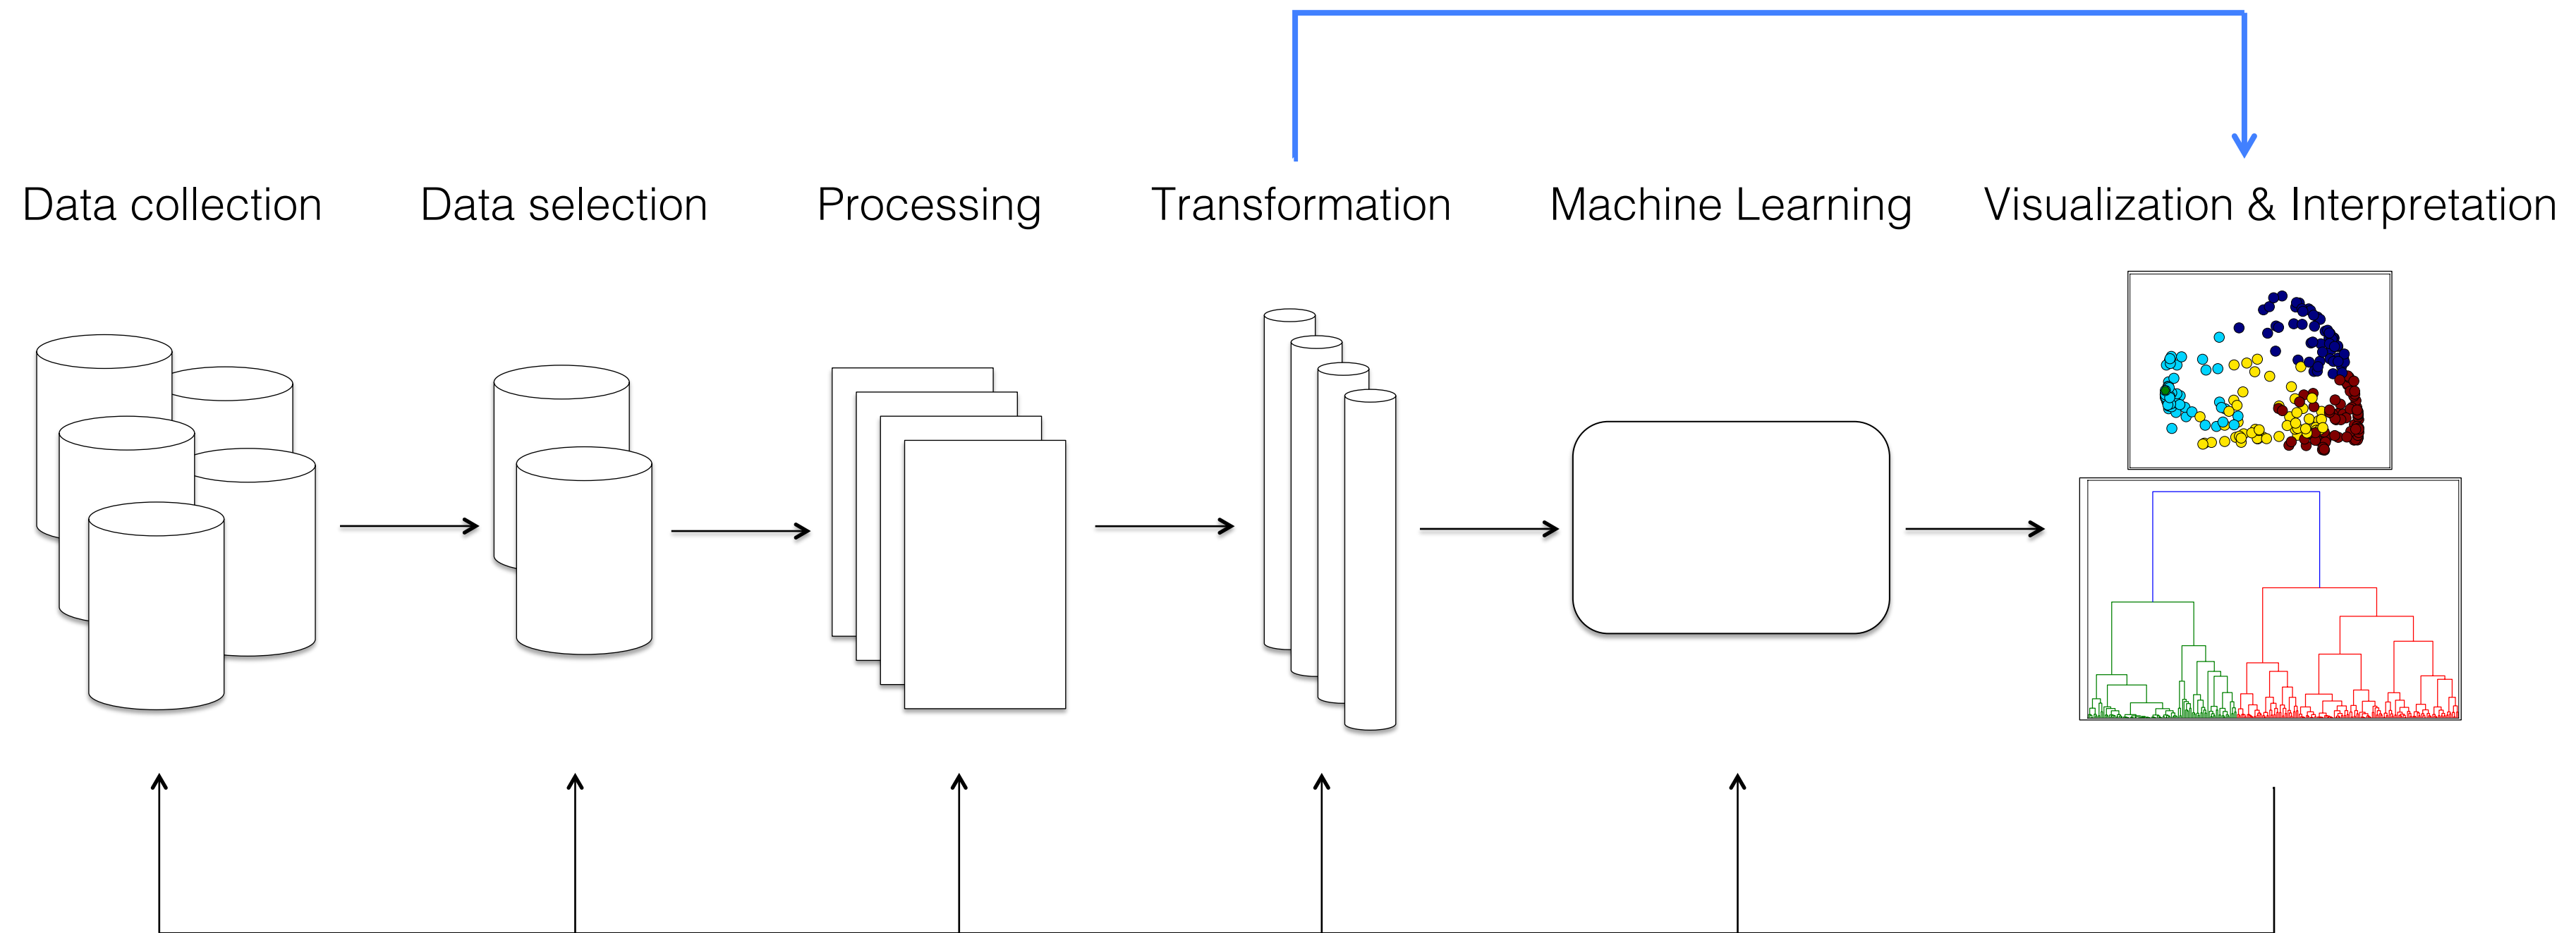 Data collection
Data selection
Processing
Transformation
Machine Learning
Visualization & Interpretation